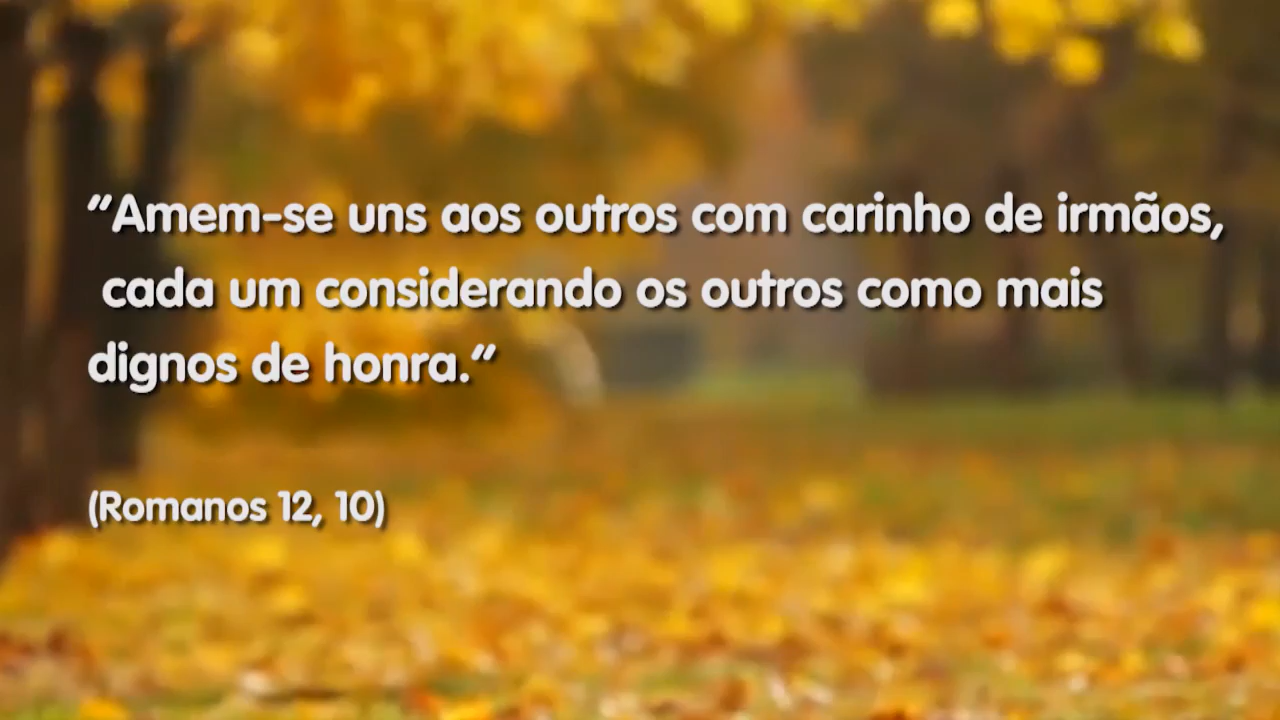 “Amem-se uns aos outros com carinho de irmãos,
cada um considerando os outros como mais
dignos de honra.“
(Romanos 12, 10)